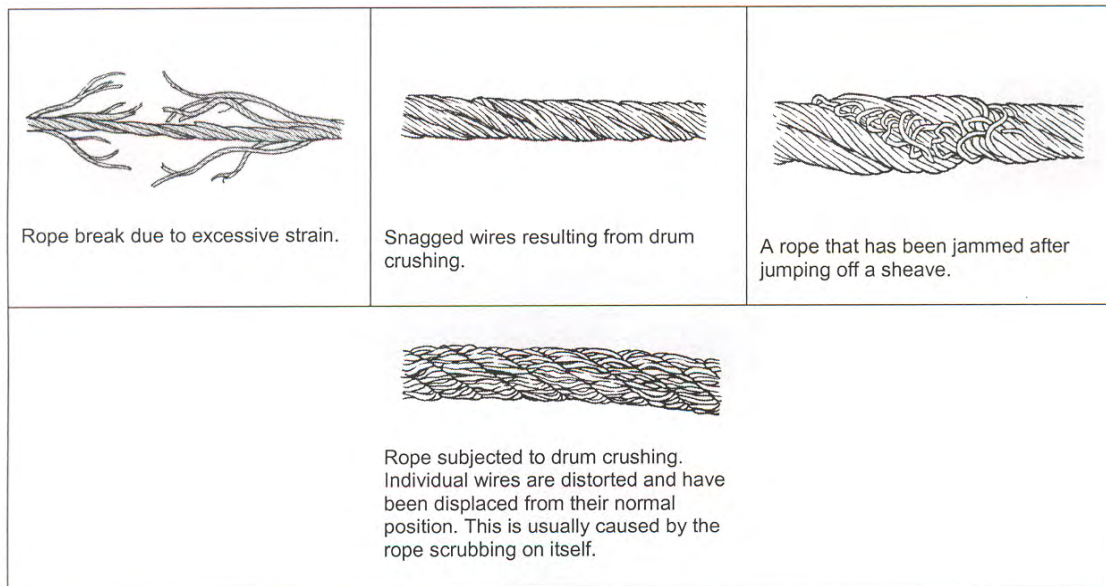 Rope break due to excessive strain.
Snagged wires resulting from drum
crushing.
A rope that has been jammed after
jumping off a sheave.
Rope subjected to drum crushing.
Individual wires are distorted and have
been displaced from their normal
position. This is usually caused by the
rope scrubbing on itself.